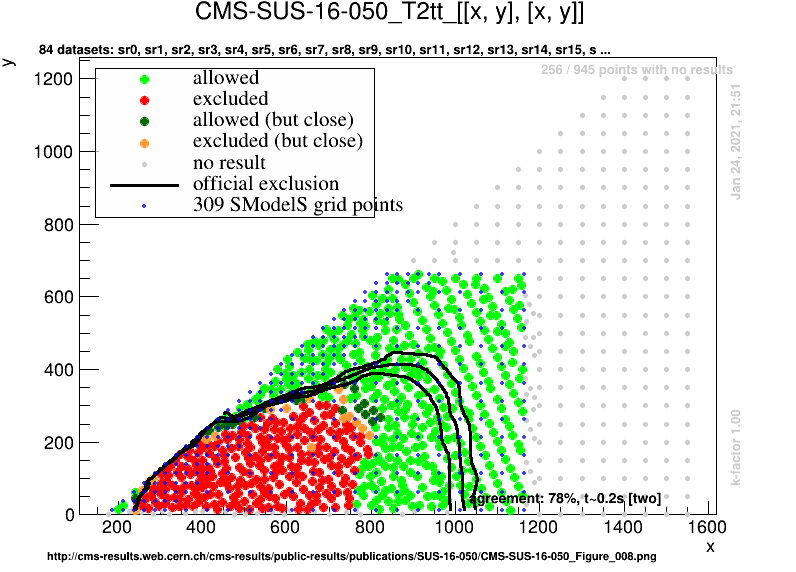 CMS-SUS-16-050_T2tt_[[x, y], [x, y]]
84 datasets: sr0, sr1, sr2, sr3, sr4, sr5, sr6, sr7, sr8, sr9, sr10, sr11, sr12, sr13, sr14, sr15, s ...
y
256 / 945 points with no results
allowed
excluded
allowed (but close)
excluded (but close)
no result
official exclusion
309 SModelS grid points
Jan 24, 2021, 21:51
k-factor 1.00
1200
1000
800
600
400
200
0
agreement: 78%, t~0.2s [two]
200 400 600 800 1000 1200 1400 1600
x
http://cms-results.web.cern.ch/cms-results/public-results/publications/SUS-16-050/CMS-SUS-16-050_Figure_008.png